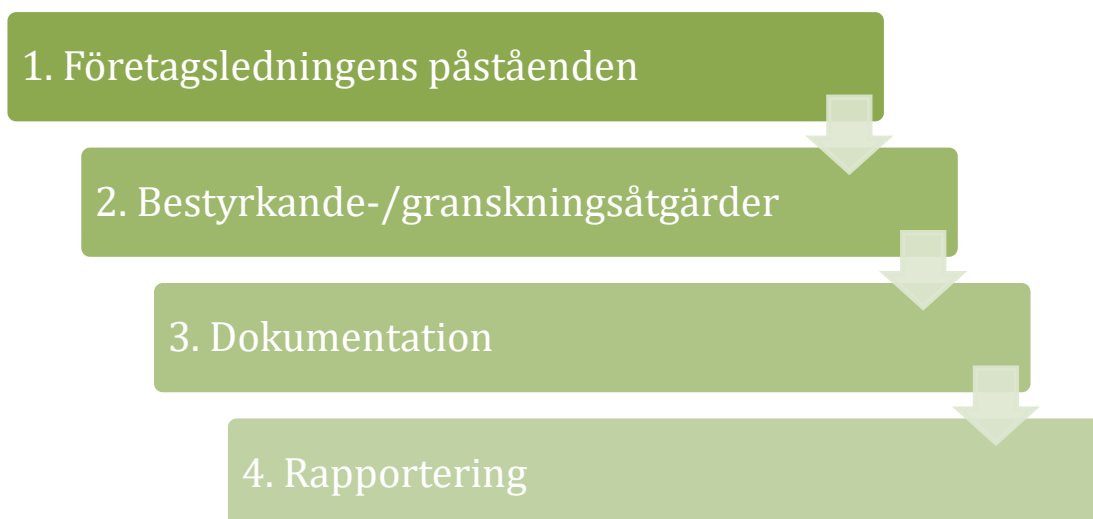 1. Företagsledningens påståenden
2. Bestyrkande-/granskningsåtgärder
3. Dokumentation
4. Rapportering